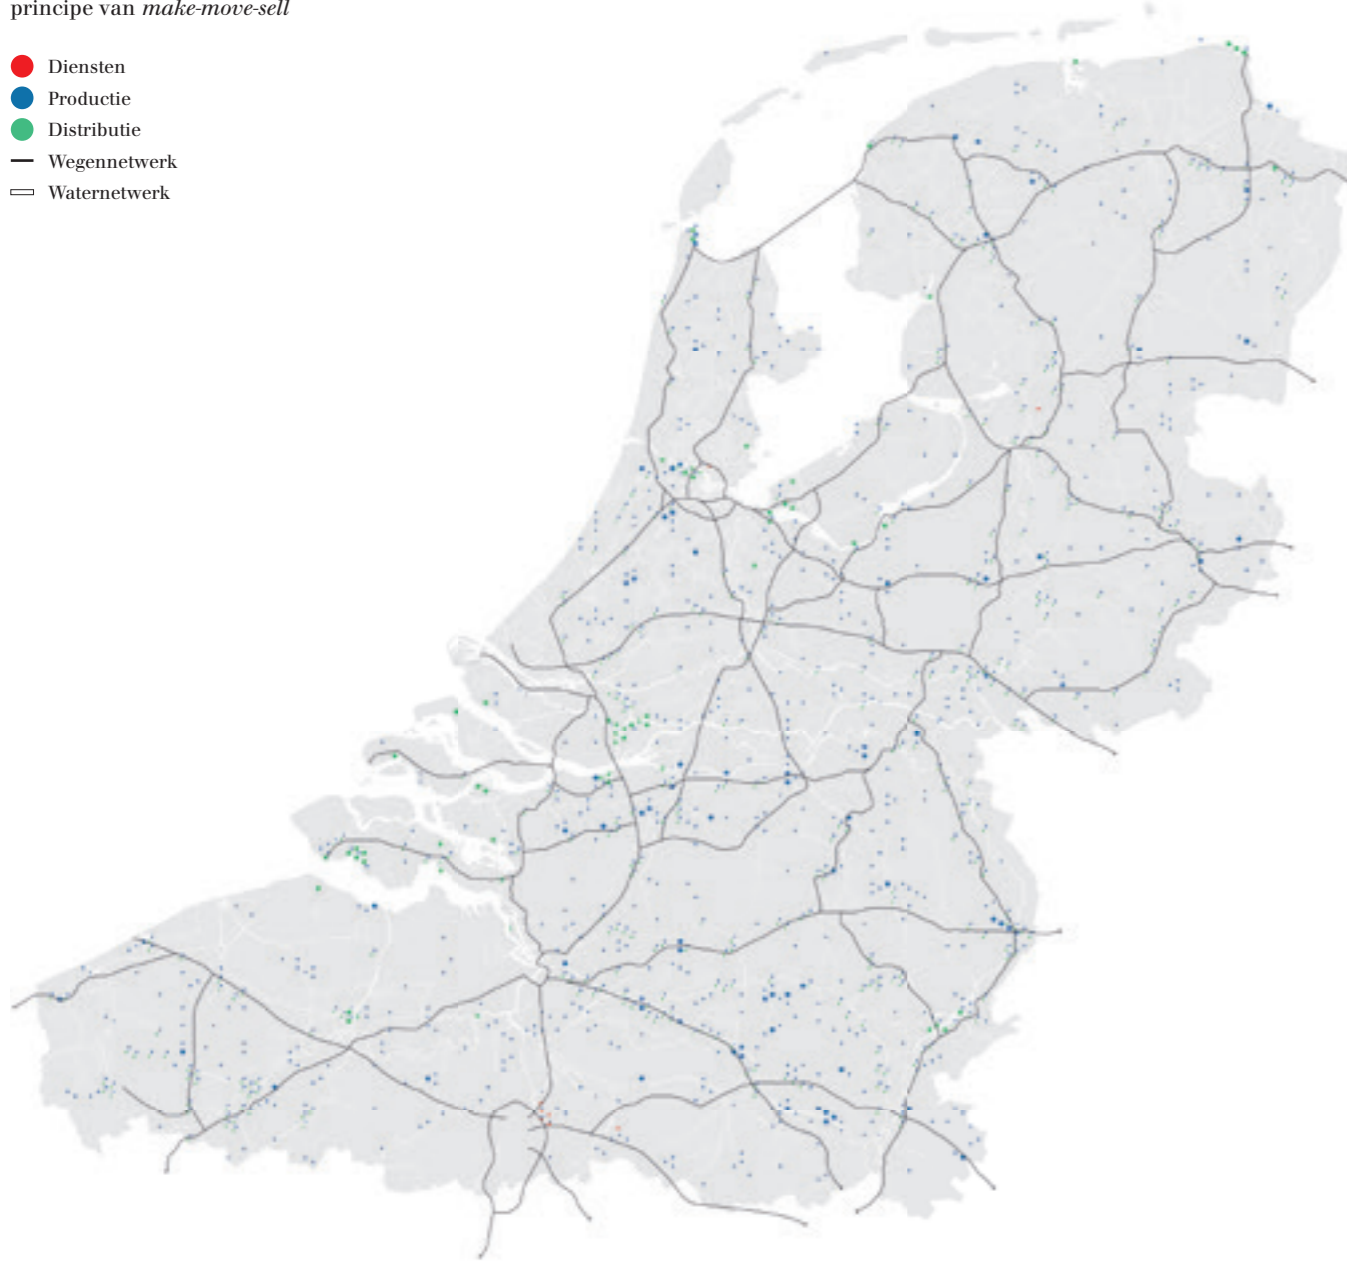 principe van make-move-sell
Diensten
Productie
Distributie
Wegennetwerk
Waternetwerk